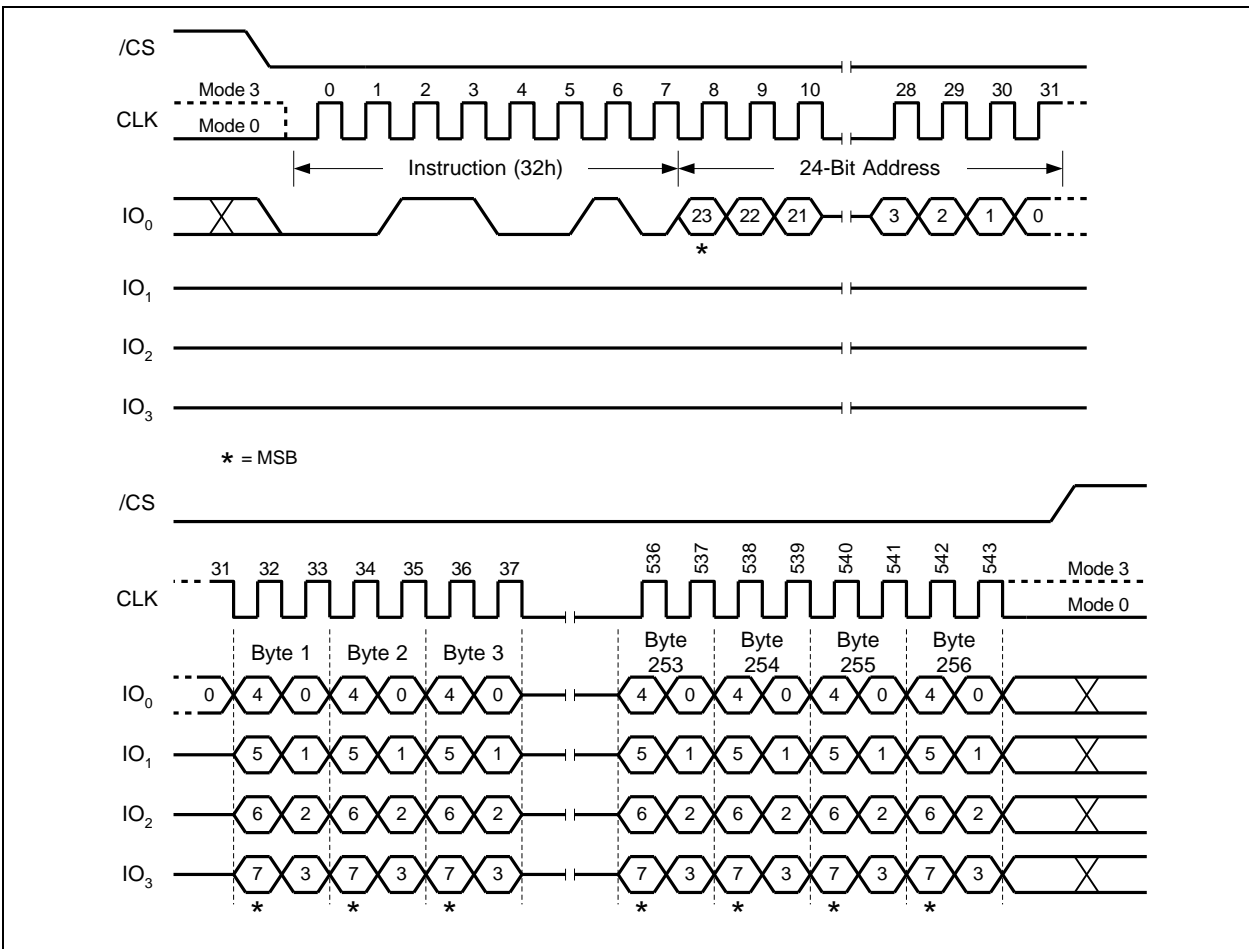 /CS
Mode 3 0 1 2 3 4 5 6 7 8 9 10 28 29 30 31
CLK
Mode 0
Instruction (32h) 24-Bit Address
IO0 23 22 21 3 2 1 0
*
IO1
IO2
IO3
* = MSB
/CS
31 32 33 34 35 36 37 536 537 538 539 540 541 542 543 Mode 3
CLK
Mode 0
Byte 1 Byte 2 Byte 3 Byte 253 Byte 254 Byte 255 Byte 256
IO0 0 4 0 4 0 4 0 4 0 4 0 4 0 4 0
IO1 5 1 5 1 5 1 5 1 5 1 5 1 5 1
IO2 6 2 6 2 6 2 6 2 6 2 6 2 6 2
IO3 7 3 7 3 7 3 7 3 7 3 7 3 7 3
* * * * * * *